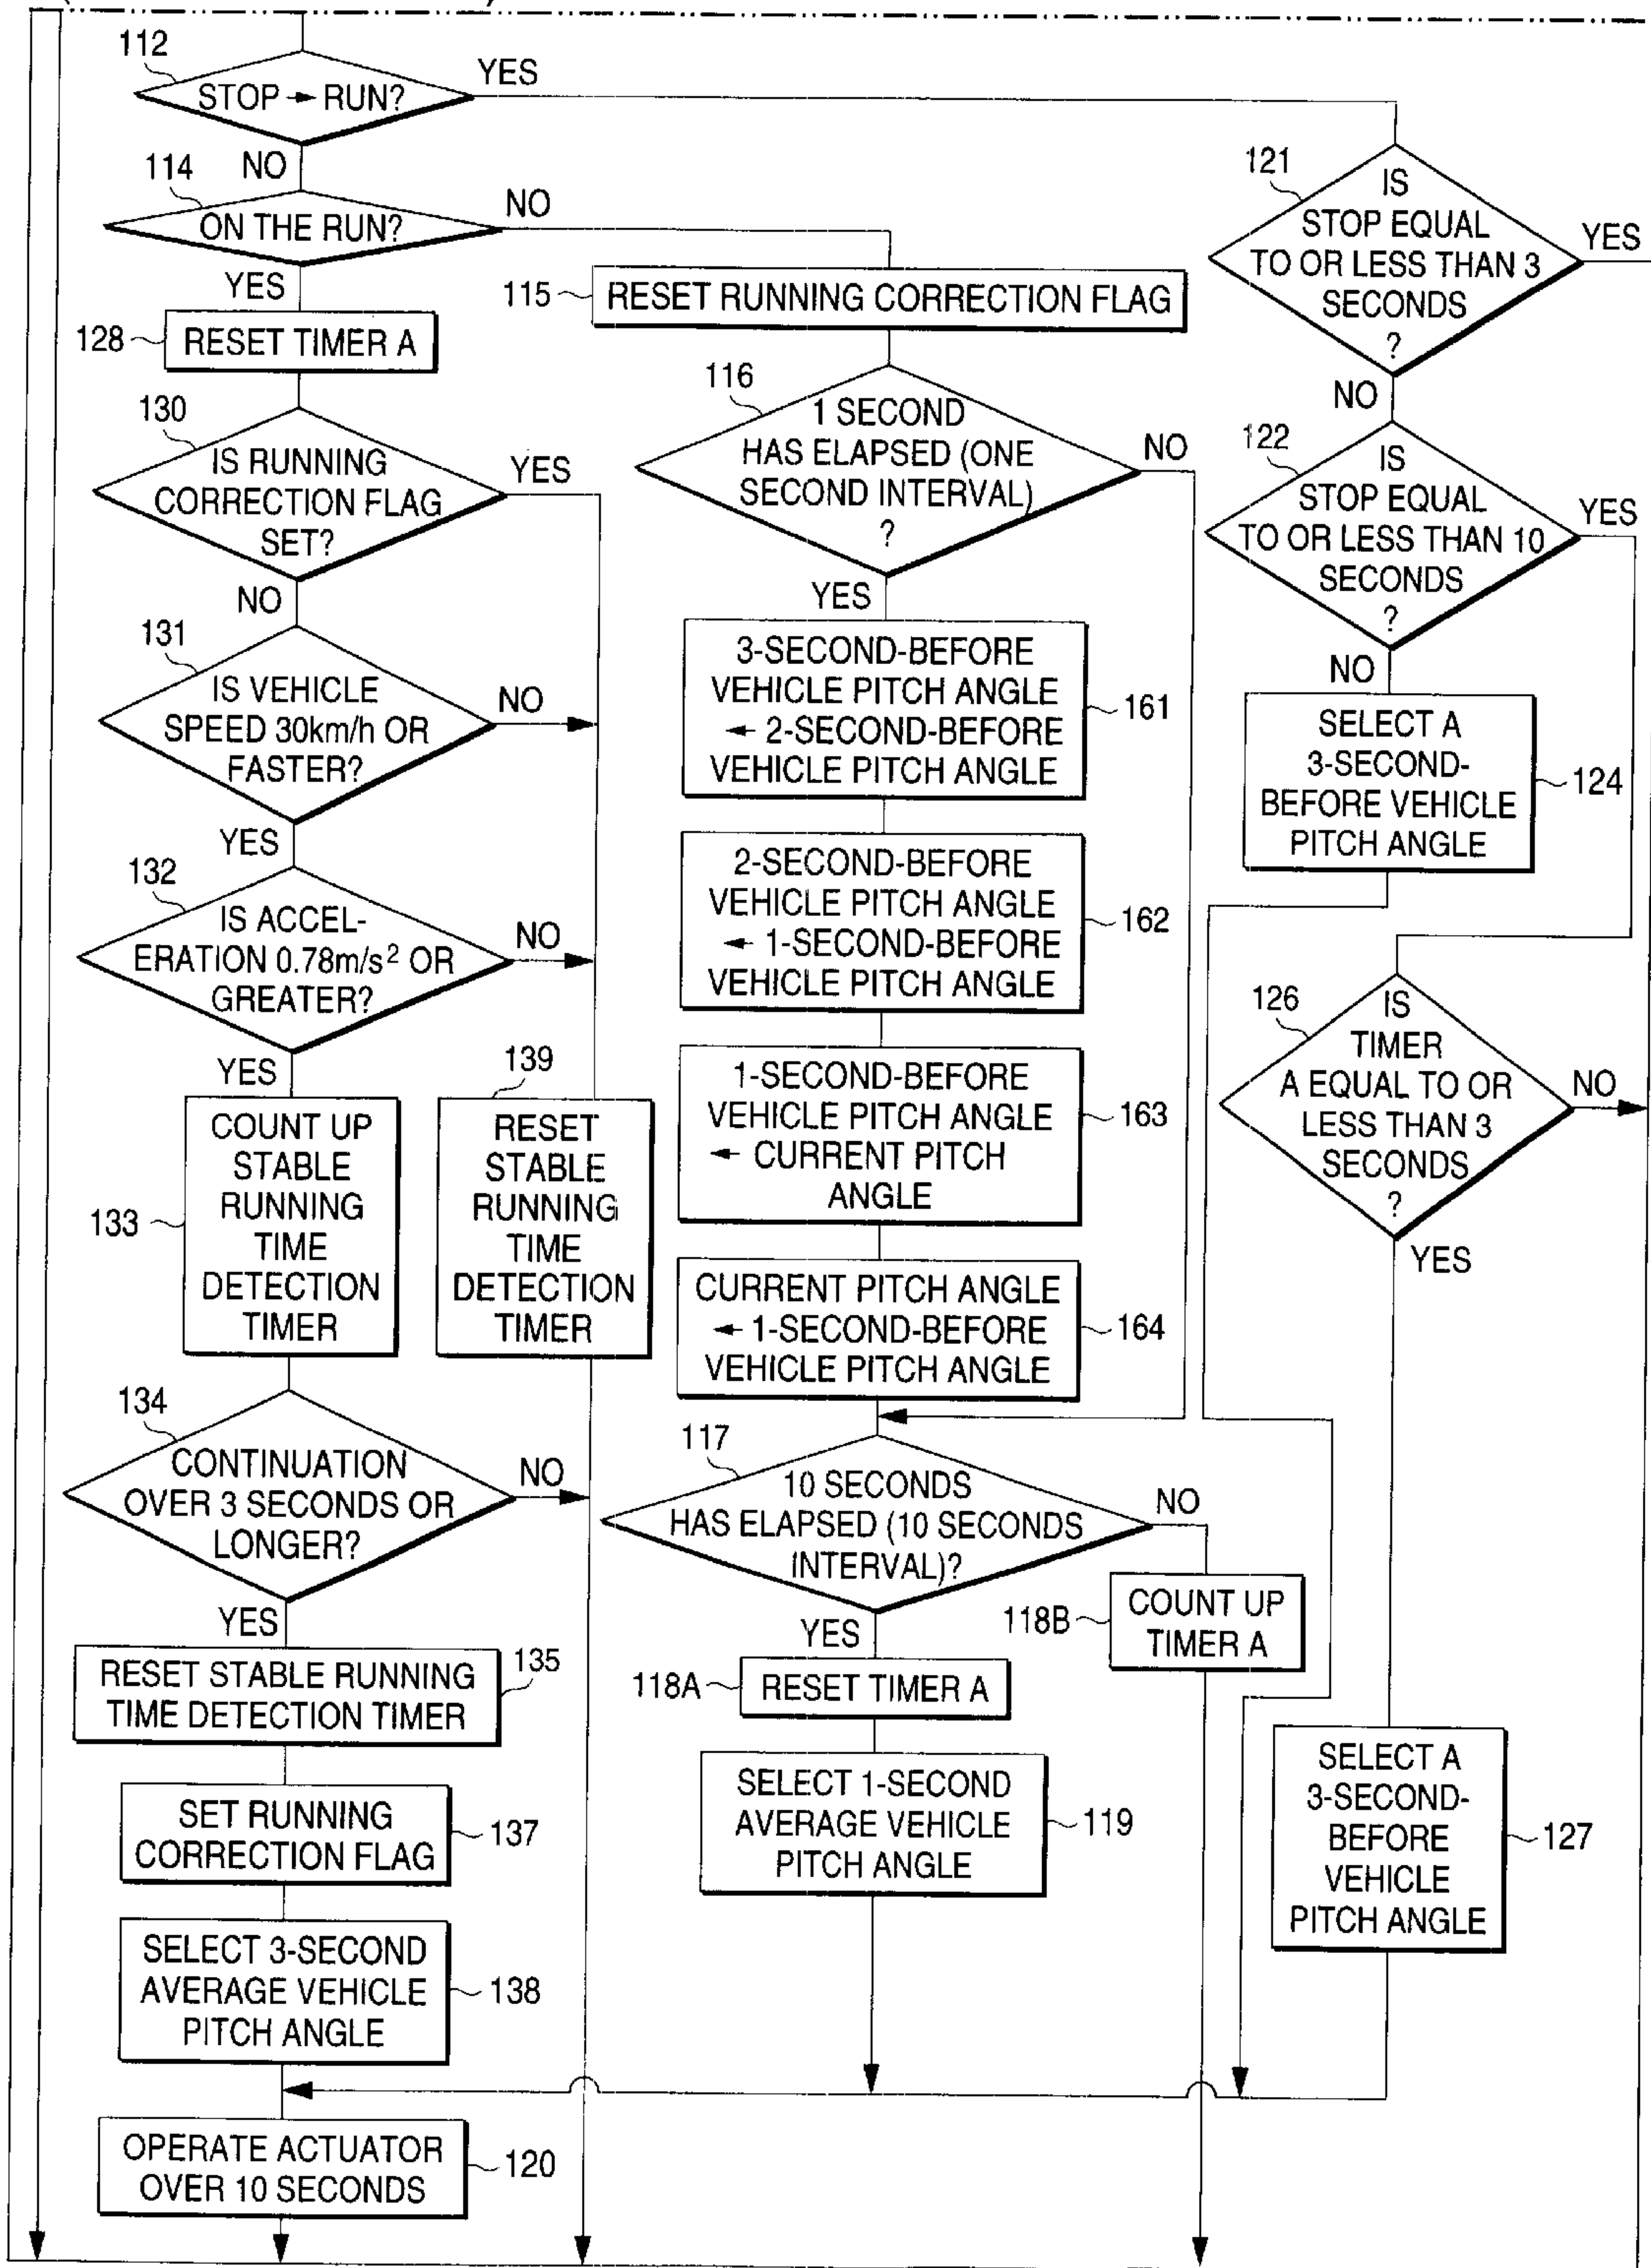 112
STOP → RUN?
YES
NO
114
ON THE RUN?
NO
YES
128
RESET TIMER A
130
IS RUNNING
CORRECTION FLAG
SET?
YES
NO
131
IS VEHICLE
SPEED 30km/h OR
FASTER?
NO
YES
132
IS ACCEL-
ERATION 0.78m/s² OR
GREATER?
NO
YES
133
COUNT UP
STABLE
RUNNING
TIME
DETECTION
TIMER
139
RESET
STABLE
RUNNING
TIME
DETECTION
TIMER
134
CONTINUATION
OVER 3 SECONDS OR
LONGER?
NO
YES
RESET STABLE RUNNING
TIME DETECTION TIMER
135
SET RUNNING
CORRECTION FLAG
137
SELECT 3-SECOND
AVERAGE VEHICLE
PITCH ANGLE
138
OPERATE ACTUATOR
OVER 10 SECONDS
120
115
RESET RUNNING CORRECTION FLAG
116
1 SECOND
HAS ELAPSED (ONE
SECOND INTERVAL)
?
NO
YES
3-SECOND-BEFORE
VEHICLE PITCH ANGLE
← 2-SECOND-BEFORE
VEHICLE PITCH ANGLE
161
2-SECOND-BEFORE
VEHICLE PITCH ANGLE
← 1-SECOND-BEFORE
VEHICLE PITCH ANGLE
162
1-SECOND-BEFORE
VEHICLE PITCH ANGLE
← CURRENT PITCH
ANGLE
163
CURRENT PITCH ANGLE
← 1-SECOND-BEFORE
VEHICLE PITCH ANGLE
164
117
10 SECONDS
HAS ELAPSED (10 SECONDS
INTERVAL)?
NO
YES
118B
COUNT UP
TIMER A
118A
RESET TIMER A
SELECT 1-SECOND
AVERAGE VEHICLE
PITCH ANGLE
119
121
IS
STOP EQUAL
TO OR LESS THAN 3
SECONDS
?
YES
NO
122
IS
STOP EQUAL
TO OR LESS THAN 10
SECONDS
?
YES
NO
SELECT A
3-SECOND-
BEFORE VEHICLE
PITCH ANGLE
124
126
IS
TIMER
A EQUAL TO OR
LESS THAN 3
SECONDS
?
NO
YES
SELECT A
3-SECOND-
BEFORE
VEHICLE
PITCH ANGLE
127